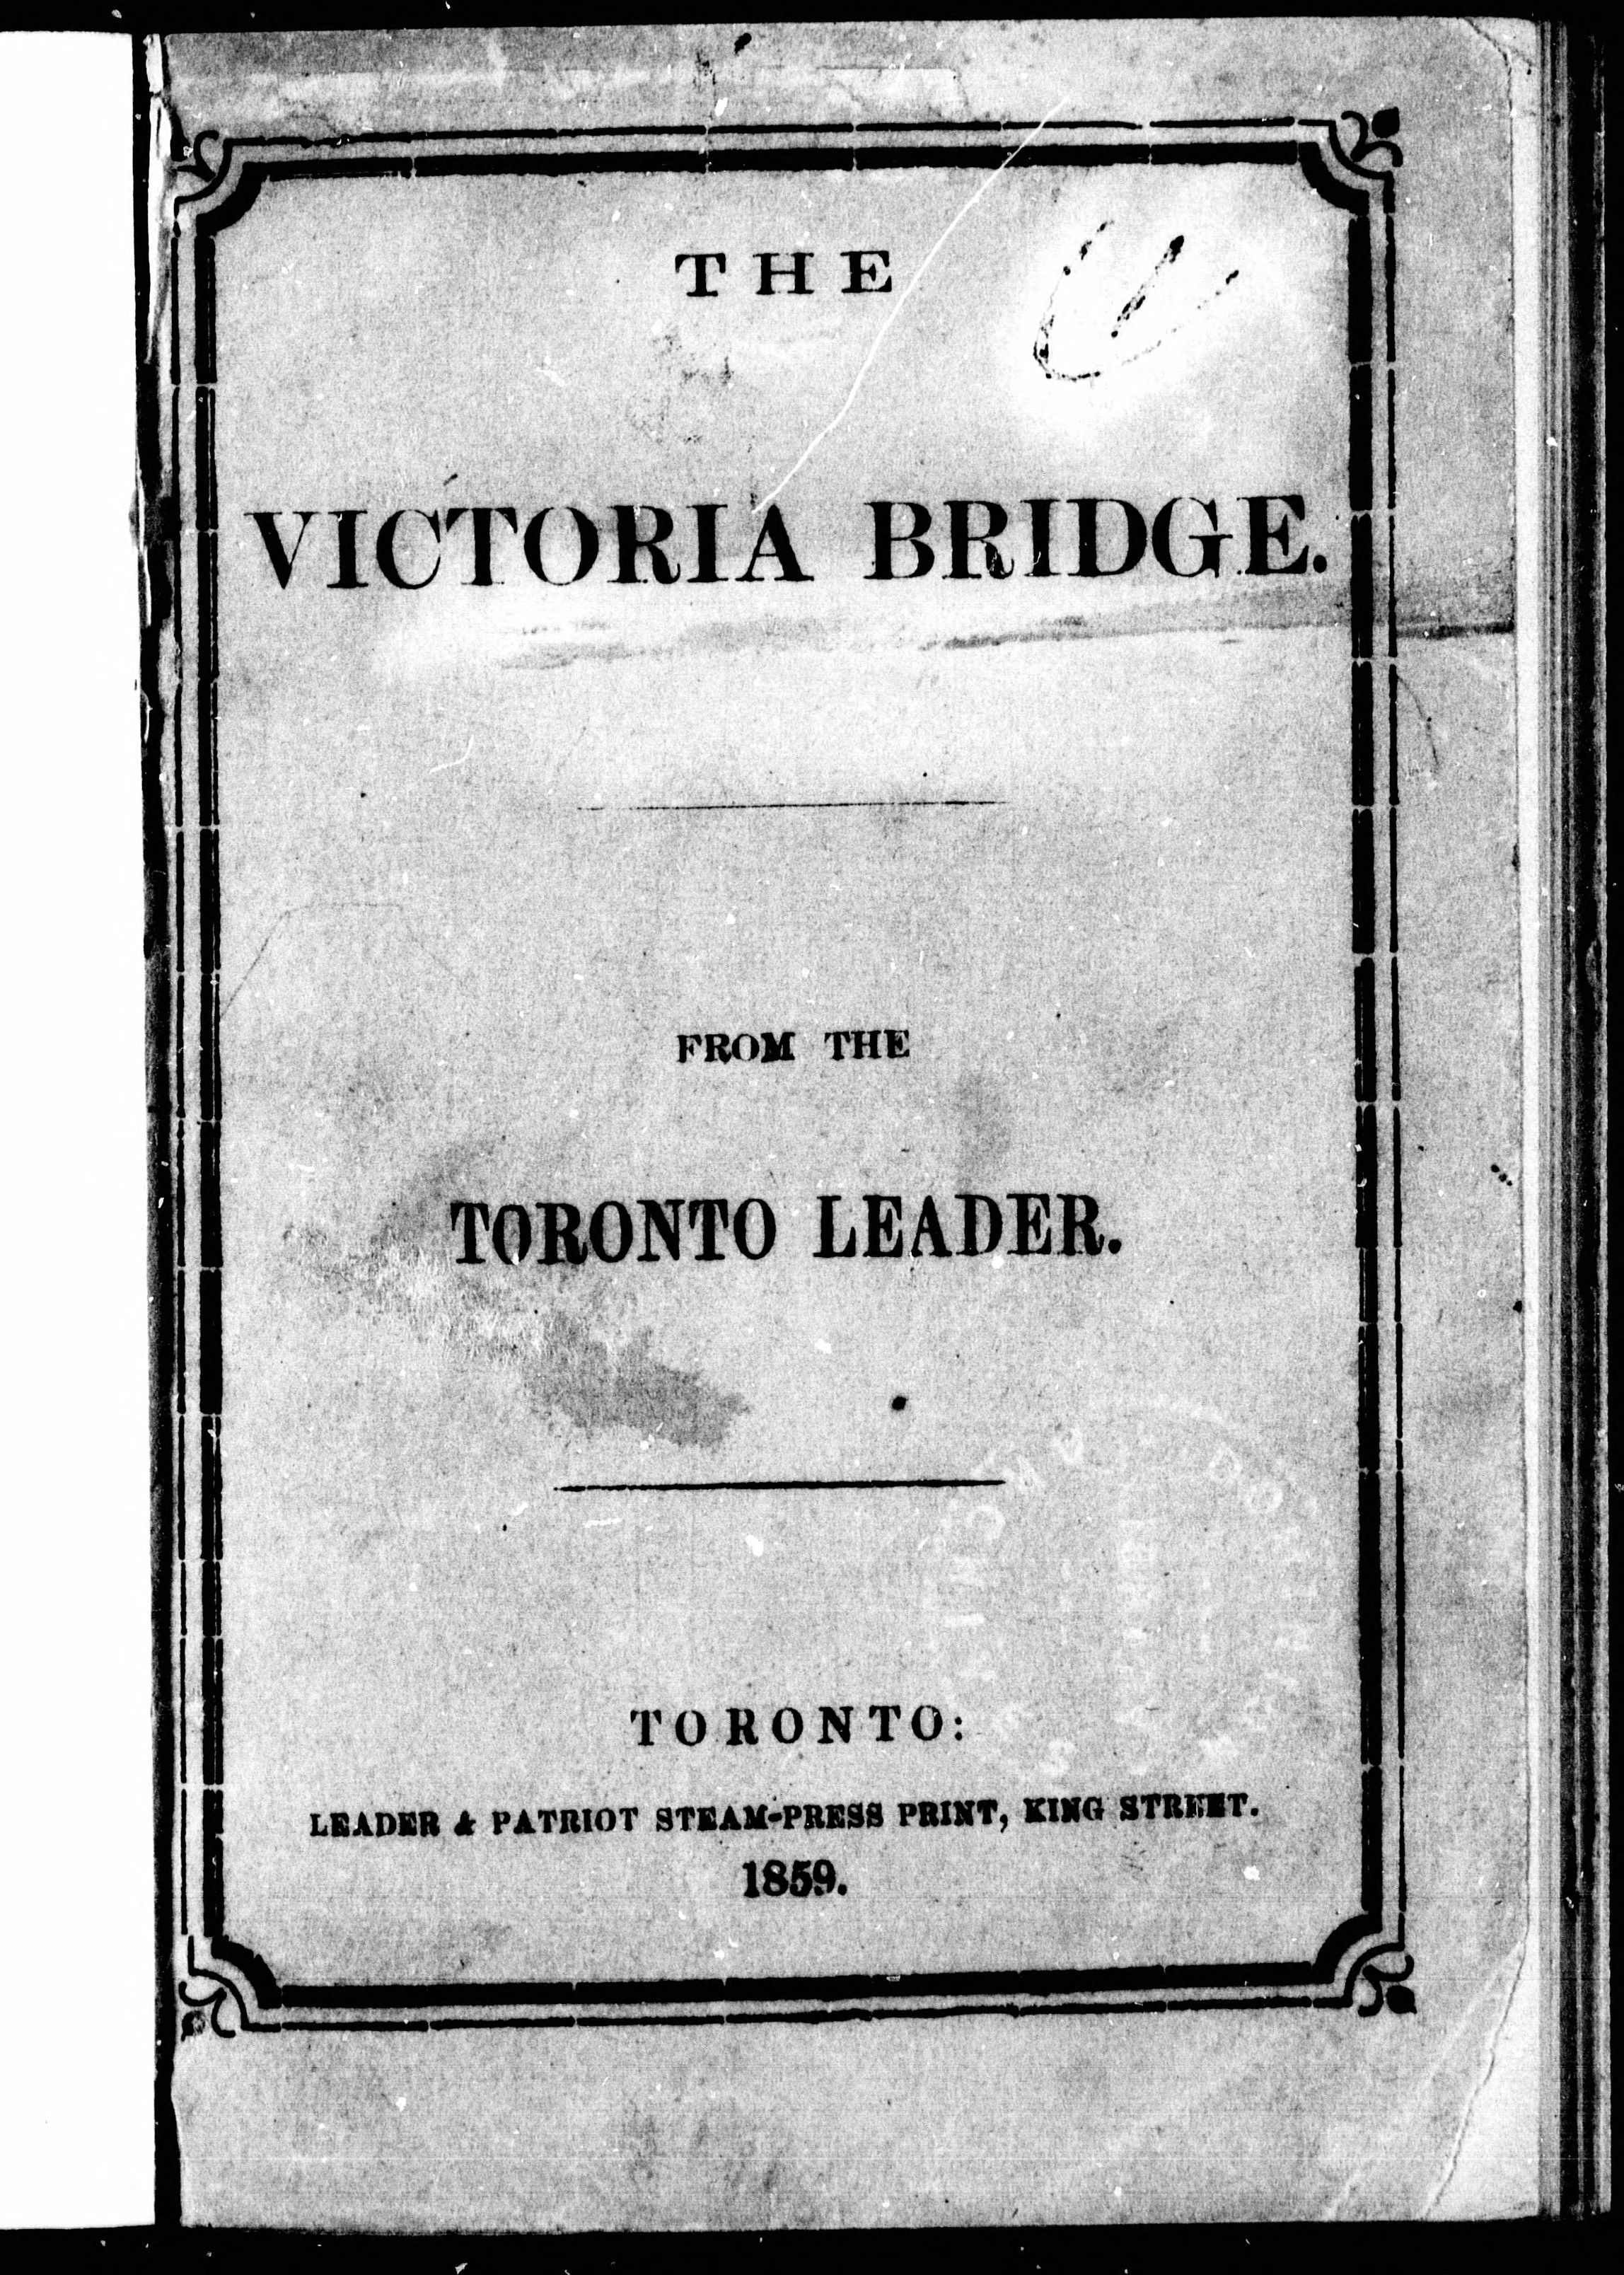 THE
VICTORIA BRIDGE.
FROM THE
TORONTO LEADER.
TORONTO:
LEADER & PATRIOT STEAM-PRESS PRINT, KING STREET.
1859.